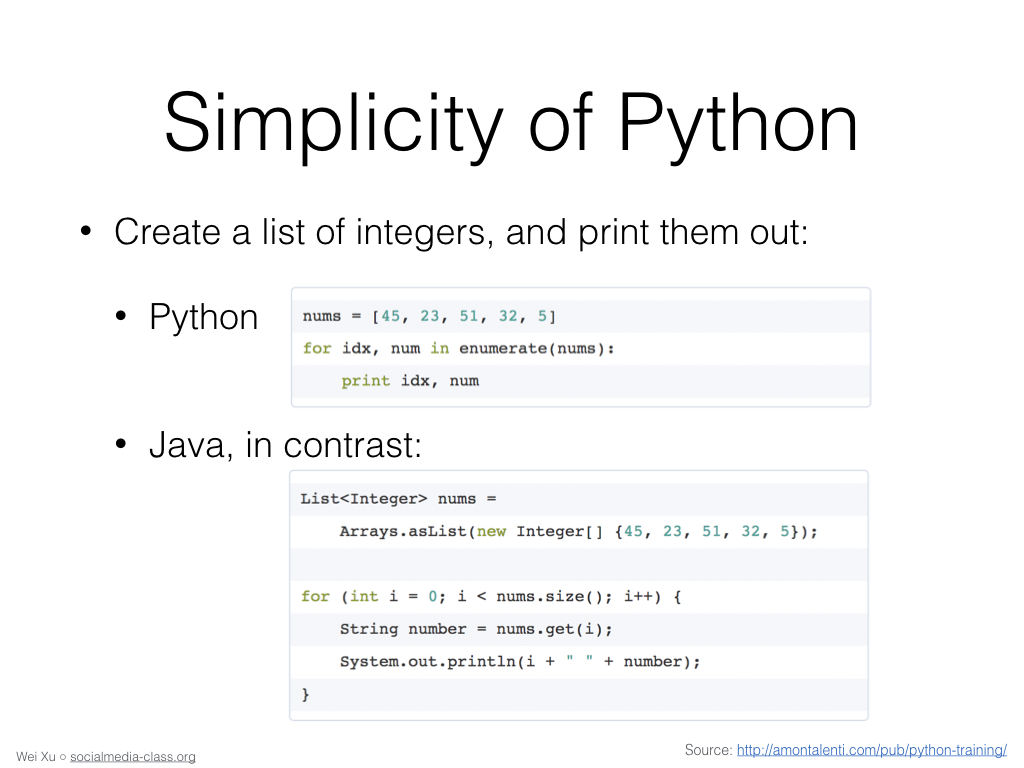 Simplicity of Python
• Create a list of integers, and print them out:
• Python
nums = [45, 23, 51, 32, 5]
for idx, num in enumerate(nums):
    print idx, num
• Java, in contrast:
List<Integer> nums =
    Arrays.asList(new Integer[] {45, 23, 51, 32, 5});
for (int i = 0; i < nums.size(); i++) {
    String number = nums.get(i);
    System.out.println(i + " " + number);
}
Wei Xu ○ socialmedia-class.org
Source: http://amontalenti.com/pub/python-training/